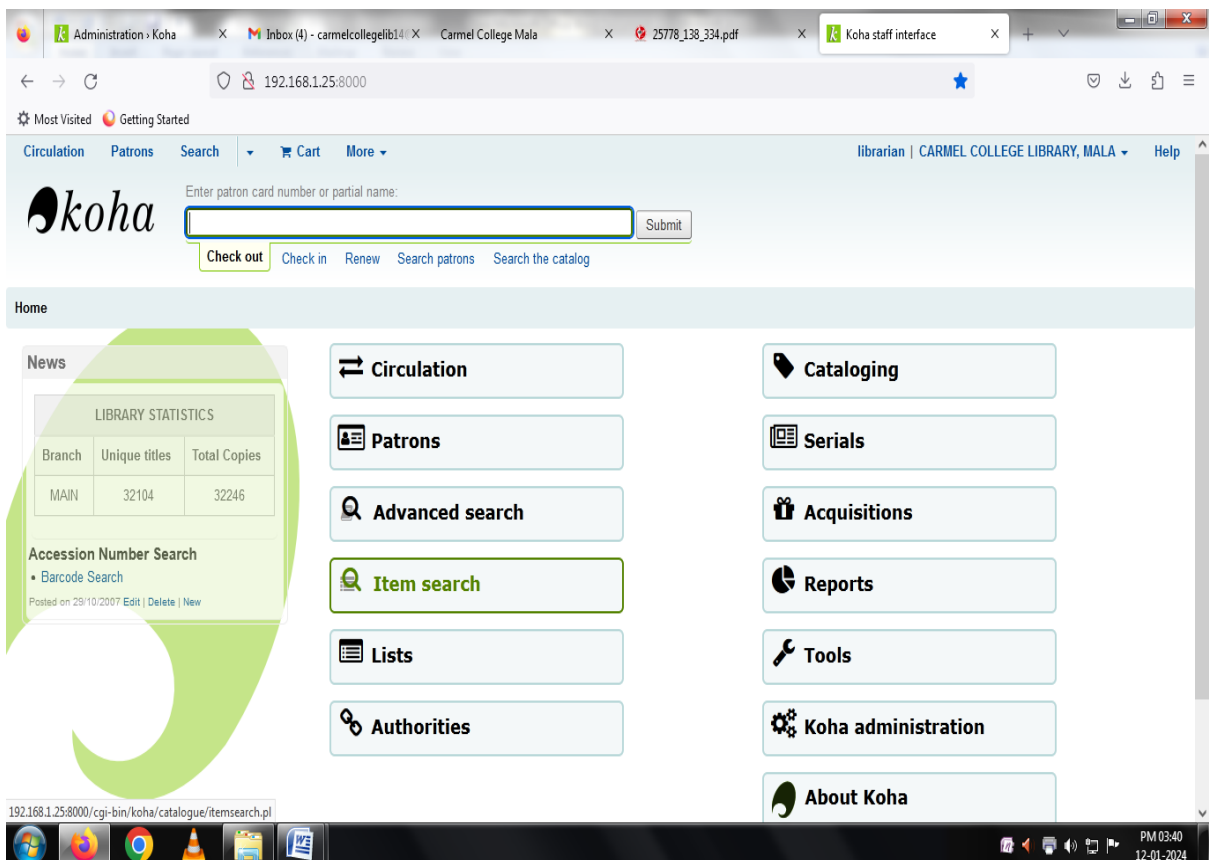 Administration › Koha X Inbox (4) - carmelcollegelib14 X Carmel College Mala X 25778_138_334.pdf X Koha staff interface X
192.168.1.25:8000
Most Visited Getting Started
Circulation Patrons Search Cart More librarian | CARMEL COLLEGE LIBRARY, MALA Help
koha
Enter patron card number or partial name:
Submit
Check out Check in Renew Search patrons Search the catalog
Home
News
LIBRARY STATISTICS
Branch Unique titles Total Copies
MAIN 32104 32246
Accession Number Search
• Barcode Search
Posted on 29/10/2007 Edit | Delete | New
Circulation
Patrons
Advanced search
Item search
Lists
Authorities
Cataloging
Serials
Acquisitions
Reports
Tools
Koha administration
About Koha
192.168.1.25:8000/cgi-bin/koha/catalogue/itemsearch.pl
PM 03:40
12-01-2024